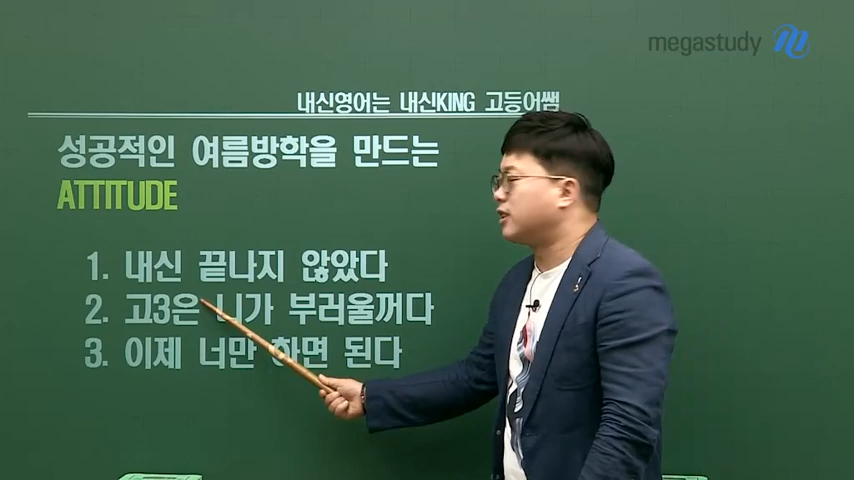 megastudy
내신영어는 내신KING 고등어쌤
성공적인 여름방학을 만드는
ATTITUDE
1. 내신 끝나지 않았다
2. 고3은 니가 부러울꺼다
3. 이제 너만 하면 된다